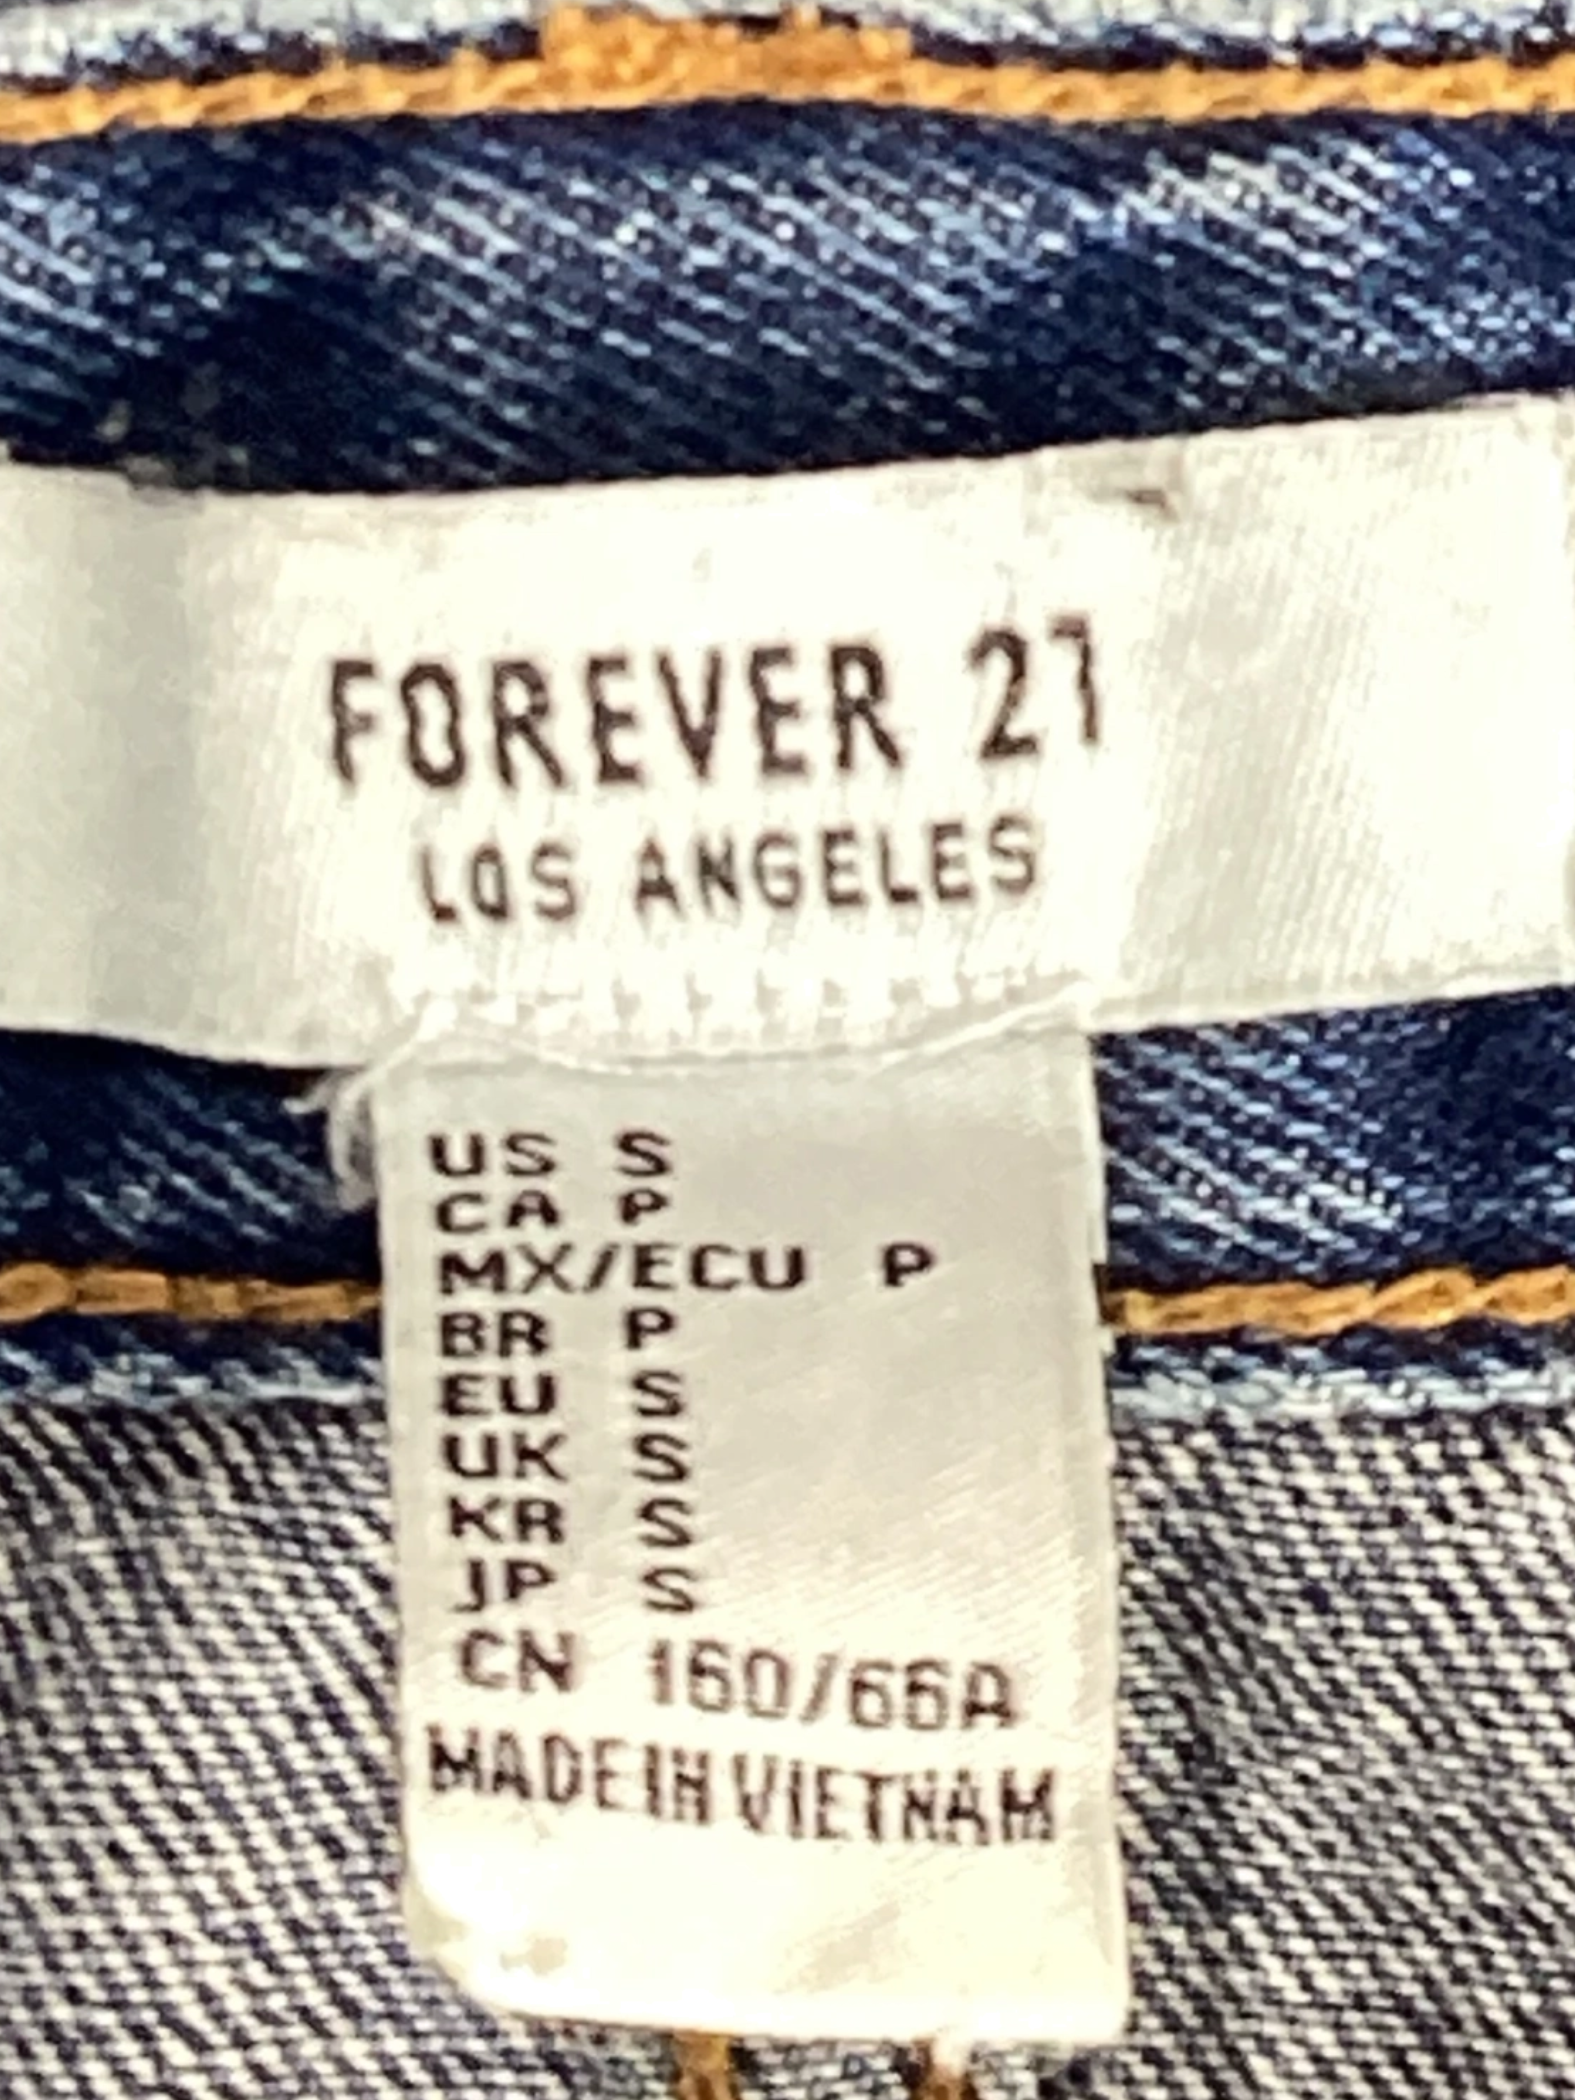 FOREVER 21
LOS ANGELES
US S
CA P
MX/ECU P
BR P
EU S
UK S
KR S
JP S
CN 160/66A
MADE IN VIETNAM